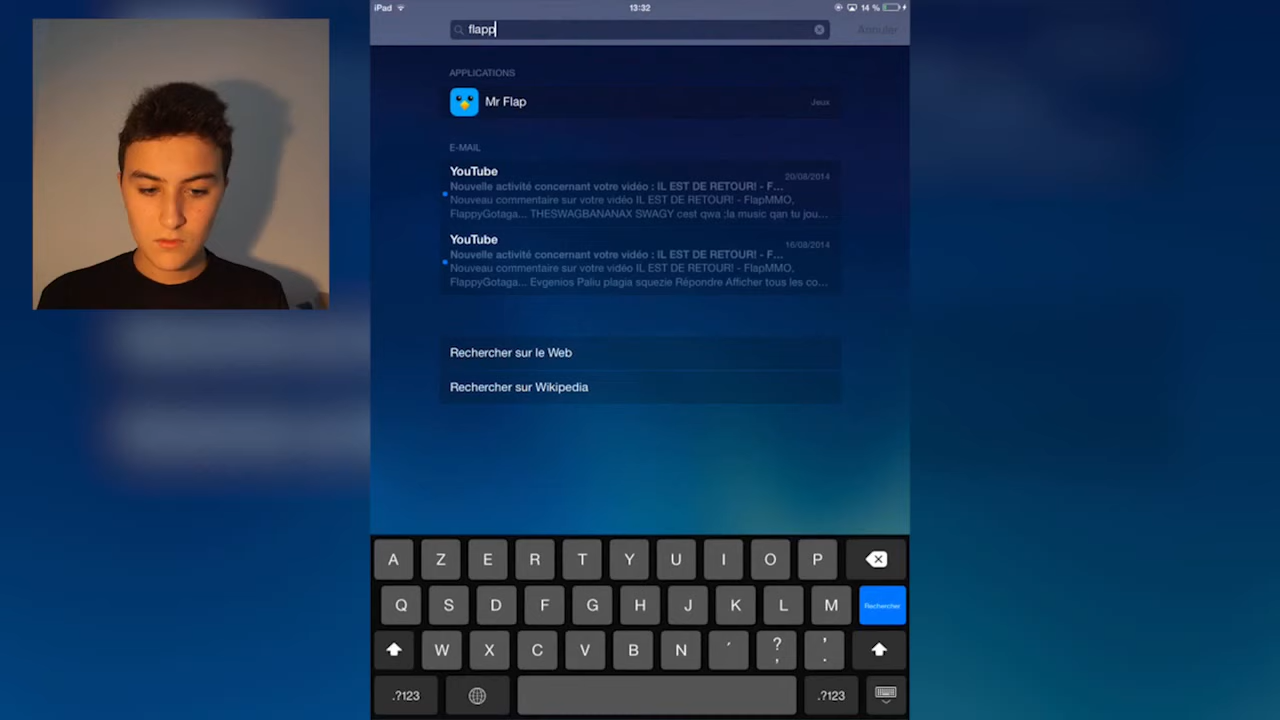 iPad 13:32 14 %
flapp Annuler
APPLICATIONS
Mr Flap Jeux
E-MAIL
YouTube 20/08/2014
Nouvelle activité concernant votre vidéo : IL EST DE RETOUR! - F...
Nouveau commentaire sur votre vidéo IL EST DE RETOUR! - FlapMMO,
FlappyGotaga... THESWAGBANANAX SWAGY cest qwa ;la music qan tu jou...
YouTube 16/08/2014
Nouvelle activité concernant votre vidéo : IL EST DE RETOUR! - F...
Nouveau commentaire sur votre vidéo IL EST DE RETOUR! - FlapMMO,
FlappyGotaga... Evgenios Paliu plagia squezie Répondre Afficher tous les co...
Rechercher sur le Web
Rechercher sur Wikipedia
A Z E R T Y U I O P
Q S D F G H J K L M Rechercher
W X C V B N ´ ? , ' .
.?123 .?123